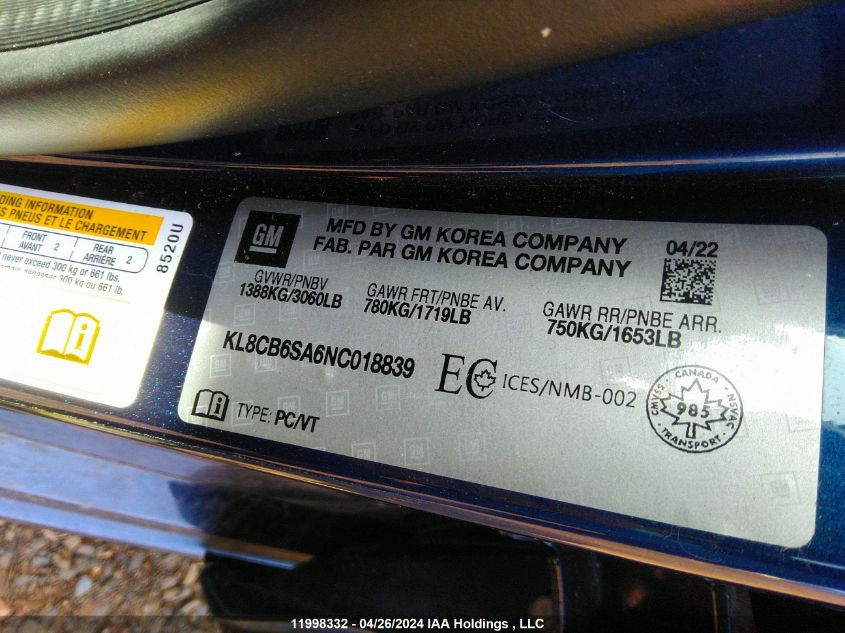 DING INFORMATION
S PNEUS ET LE CHARGEMENT
FRONT
AVANT 2
REAR
ARRIÈRE 2
never exceed 300 kg or 661 lbs.
300 kg ou 661 lb.
8520U
GM
MFD BY GM KOREA COMPANY
FAB. PAR GM KOREA COMPANY
04/22
GVWR/PNBV
1388KG/3060LB
GAWR FRT/PNBE AV.
780KG/1719LB
GAWR RR/PNBE ARR.
750KG/1653LB
KL8CB6SA6NC018839
EC ICES/NMB-002
CANADA
CMVSS
985
NSVAC
TRANSPORT
TYPE: PC/VT
11998332 - 04/26/2024 IAA Holdings , LLC